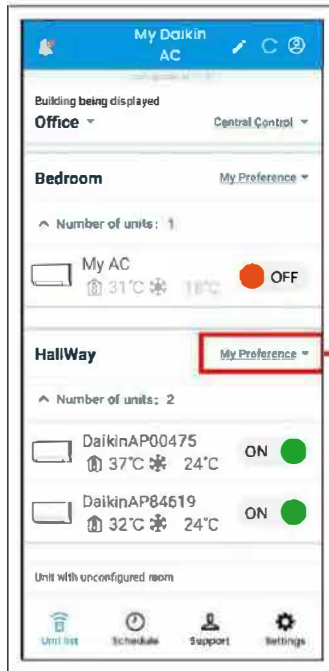 My Daikin
AC
Building being displayed
Office
Central Control
Bedroom
My Preference
Number of units: 1
My AC
31°C 18°C
OFF
HallWay
My Preference
Number of units: 2
DaikinAP00475
37°C 24°C
ON
DaikinAP84619
32°C 24°C
ON
Unit with unconfigured room
Unit list
Schedule
Support
Settings